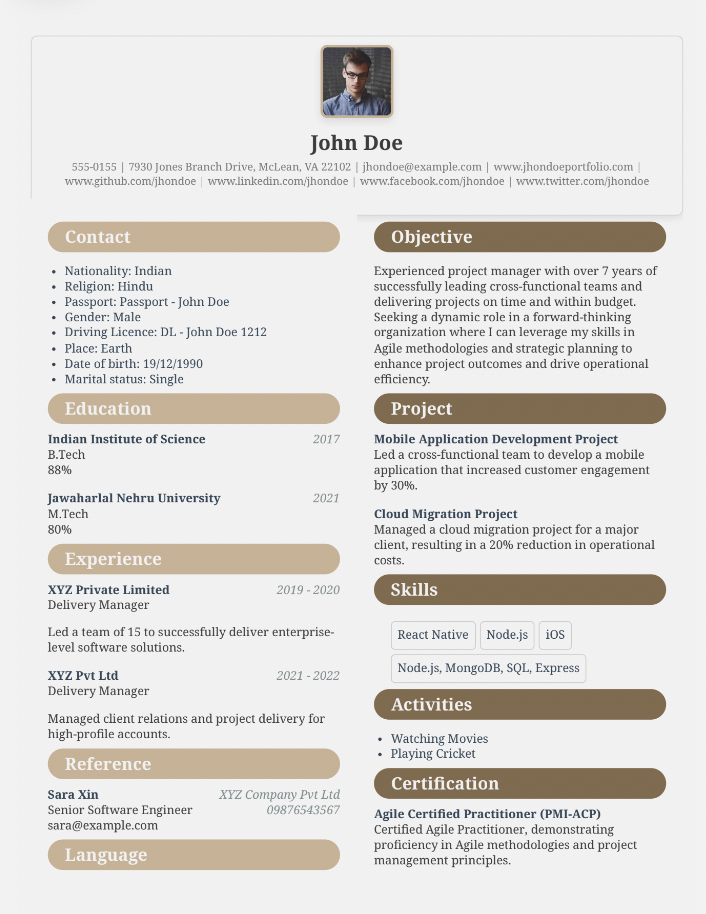 John Doe
555-0155 | 7930 Jones Branch Drive, McLean, VA 22102 | jhondoe@example.com | www.jhondoeportfolio.com |
www.github.com/jhondoe | www.linkedin.com/jhondoe | www.facebook.com/jhondoe | www.twitter.com/jhondoe
Contact
• Nationality: Indian
• Religion: Hindu
• Passport: Passport - John Doe
• Gender: Male
• Driving Licence: DL - John Doe 1212
• Place: Earth
• Date of birth: 19/12/1990
• Marital status: Single
Education
Indian Institute of Science 2017
B.Tech
88%
Jawaharlal Nehru University 2021
M.Tech
80%
Experience
XYZ Private Limited 2019 - 2020
Delivery Manager
Led a team of 15 to successfully deliver enterprise-
level software solutions.
XYZ Pvt Ltd 2021 - 2022
Delivery Manager
Managed client relations and project delivery for
high-profile accounts.
Reference
Sara Xin XYZ Company Pvt Ltd
Senior Software Engineer 09876543567
sara@example.com
Language
Objective
Experienced project manager with over 7 years of
successfully leading cross-functional teams and
delivering projects on time and within budget.
Seeking a dynamic role in a forward-thinking
organization where I can leverage my skills in
Agile methodologies and strategic planning to
enhance project outcomes and drive operational
efficiency.
Project
Mobile Application Development Project
Led a cross-functional team to develop a mobile
application that increased customer engagement
by 30%.
Cloud Migration Project
Managed a cloud migration project for a major
client, resulting in a 20% reduction in operational
costs.
Skills
React Native Node.js iOS
Node.js, MongoDB, SQL, Express
Activities
• Watching Movies
• Playing Cricket
Certification
Agile Certified Practitioner (PMI-ACP)
Certified Agile Practitioner, demonstrating
proficiency in Agile methodologies and project
management principles.